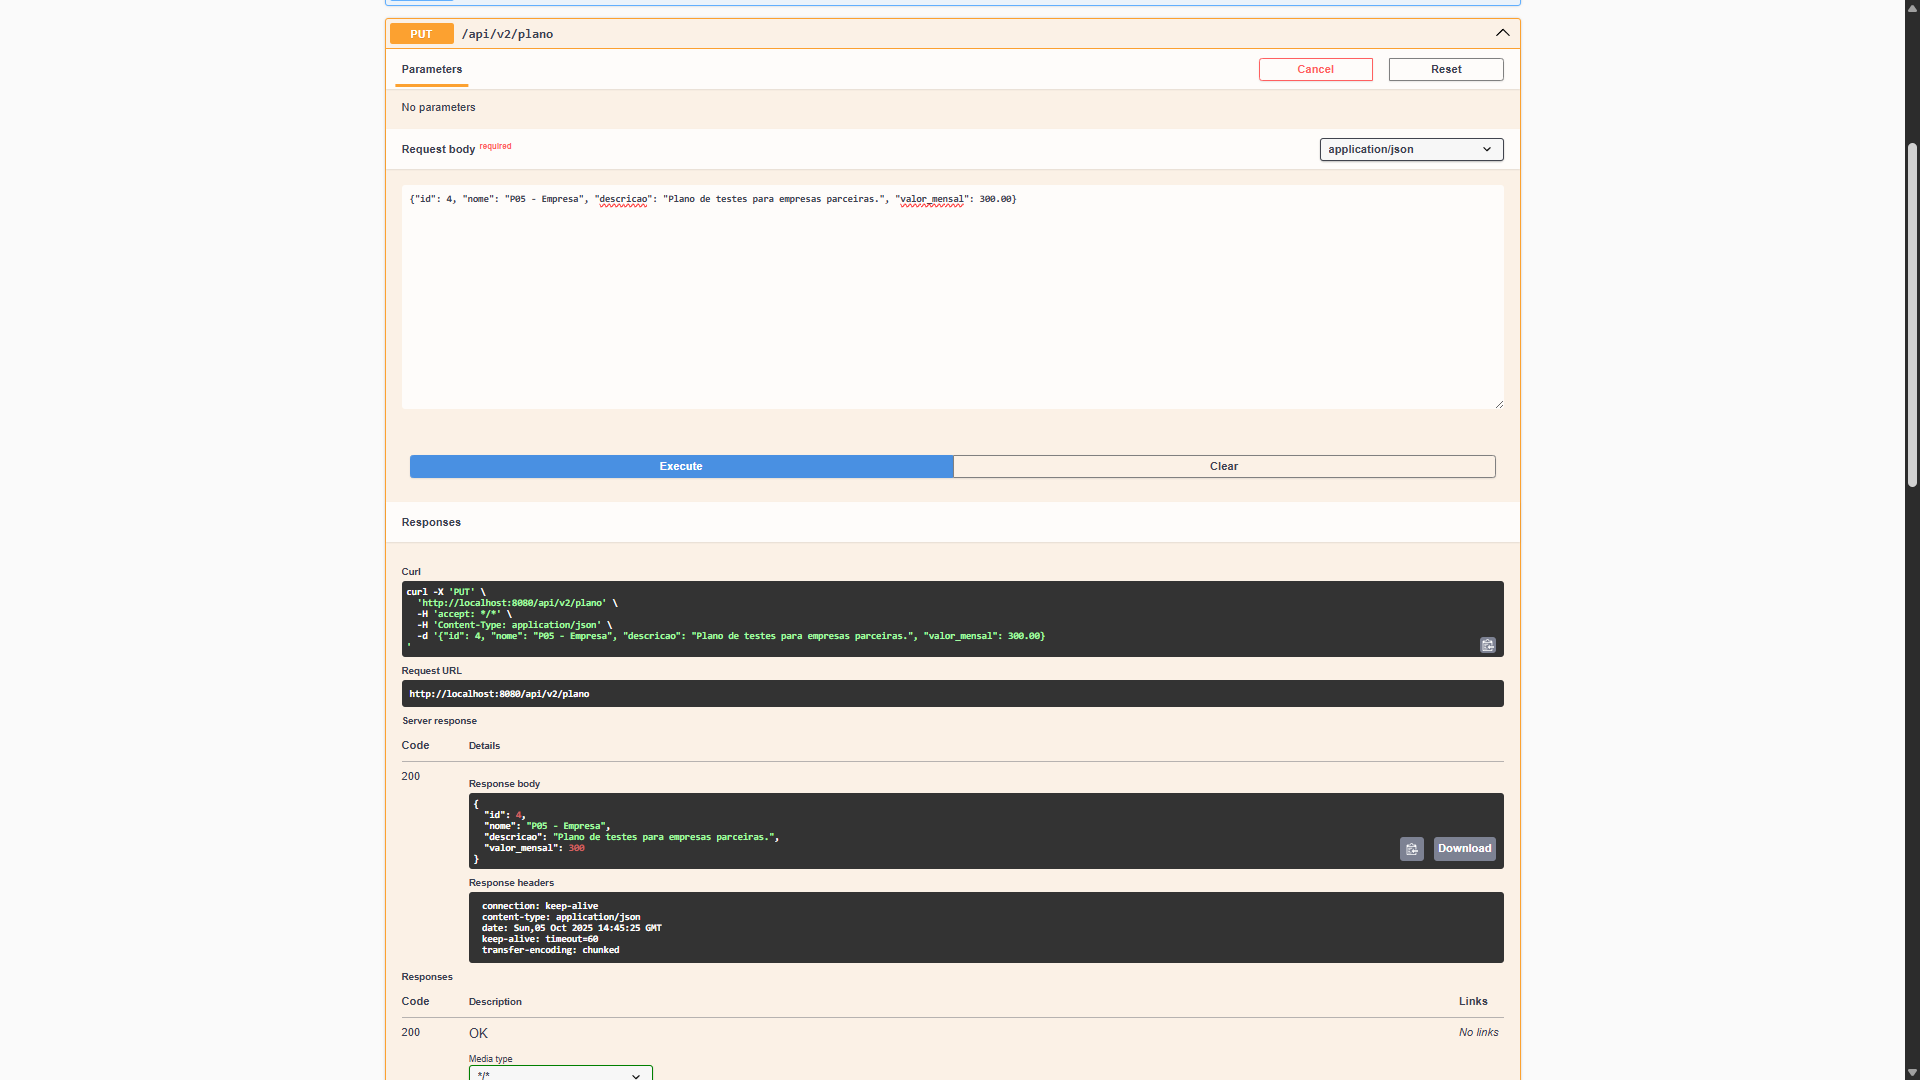 PUT /api/v2/plano
Parameters
Cancel
Reset
No parameters
Request body required
application/json
{"id": 4, "nome": "P05 - Empresa", "descricao": "Plano de testes para empresas parceiras.", "valor_mensal": 300.00}
Execute
Clear
Responses
Curl
curl -X 'PUT' \
'http://localhost:8080/api/v2/plano' \
-H 'accept: */*' \
-H 'Content-Type: application/json' \
-d '{"id": 4, "nome": "P05 - Empresa", "descricao": "Plano de testes para empresas parceiras.", "valor_mensal": 300.00}
'
Request URL
http://localhost:8080/api/v2/plano
Server response
Code Details
200
Response body
{
"id": 4,
"nome": "P05 - Empresa",
"descricao": "Plano de testes para empresas parceiras.",
"valor_mensal": 300
}
Download
Response headers
connection: keep-alive
content-type: application/json
date: Sun,05 Oct 2025 14:45:25 GMT
keep-alive: timeout=60
transfer-encoding: chunked
Responses
Code Description Links
200 OK No links
Media type
*/*